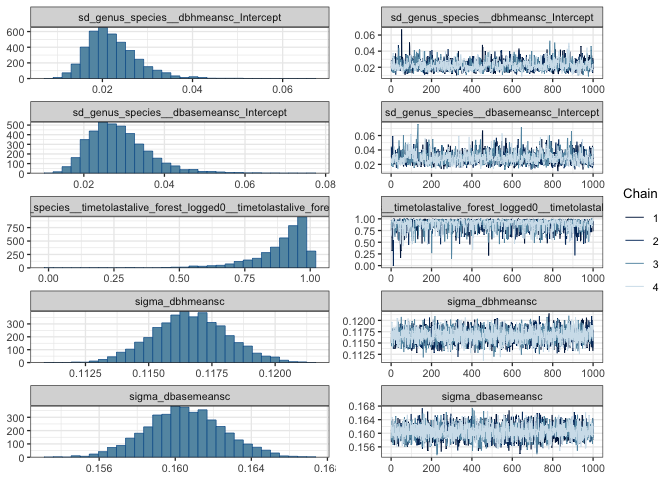 sd_genus_species__dbhmeansc_Intercept
600
400
200
0
0.02 0.04 0.06
sd_genus_species__dbhmeansc_Intercept
0.06
0.04
0.02
0 200 400 600 800 1000
sd_genus_species__dbasemeansc_Intercept
500
400
300
200
100
0
0.02 0.04 0.06 0.08
sd_genus_species__dbasemeansc_Intercept
0.06
0.04
0.02
0 200 400 600 800 1000
species__timetolastalive_forest_logged0__timetolastalive_fore
750
500
250
0
0.00 0.25 0.50 0.75 1.00
__timetolastalive_forest_logged0__timetolastal
1.00
0.75
0.50
0.25
0.00
0 200 400 600 800 1000
sigma_dbhmeansc
300
200
100
0
0.1125 0.1150 0.1175 0.1200
sigma_dbhmeansc
0.1200
0.1175
0.1150
0.1125
0 200 400 600 800 1000
sigma_dbasemeansc
300
200
100
0
0.156 0.160 0.164
sigma_dbasemeansc
0.168
0.164
0.160
0.156
0 200 400 600 800 1000
Chain
1
2
3
4